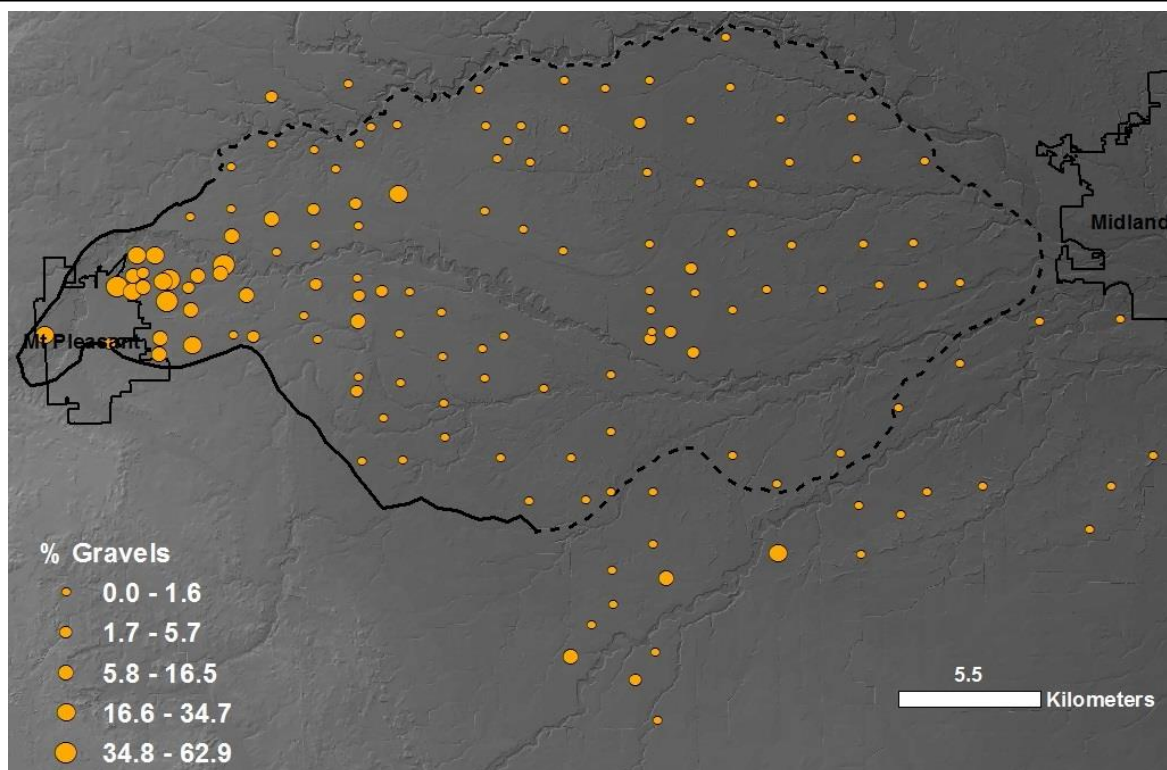 Midland
Mt Pleasant
% Gravels
0.0 - 1.6
1.7 - 5.7
5.8 - 16.5
16.6 - 34.7
34.8 - 62.9
5.5
Kilometers